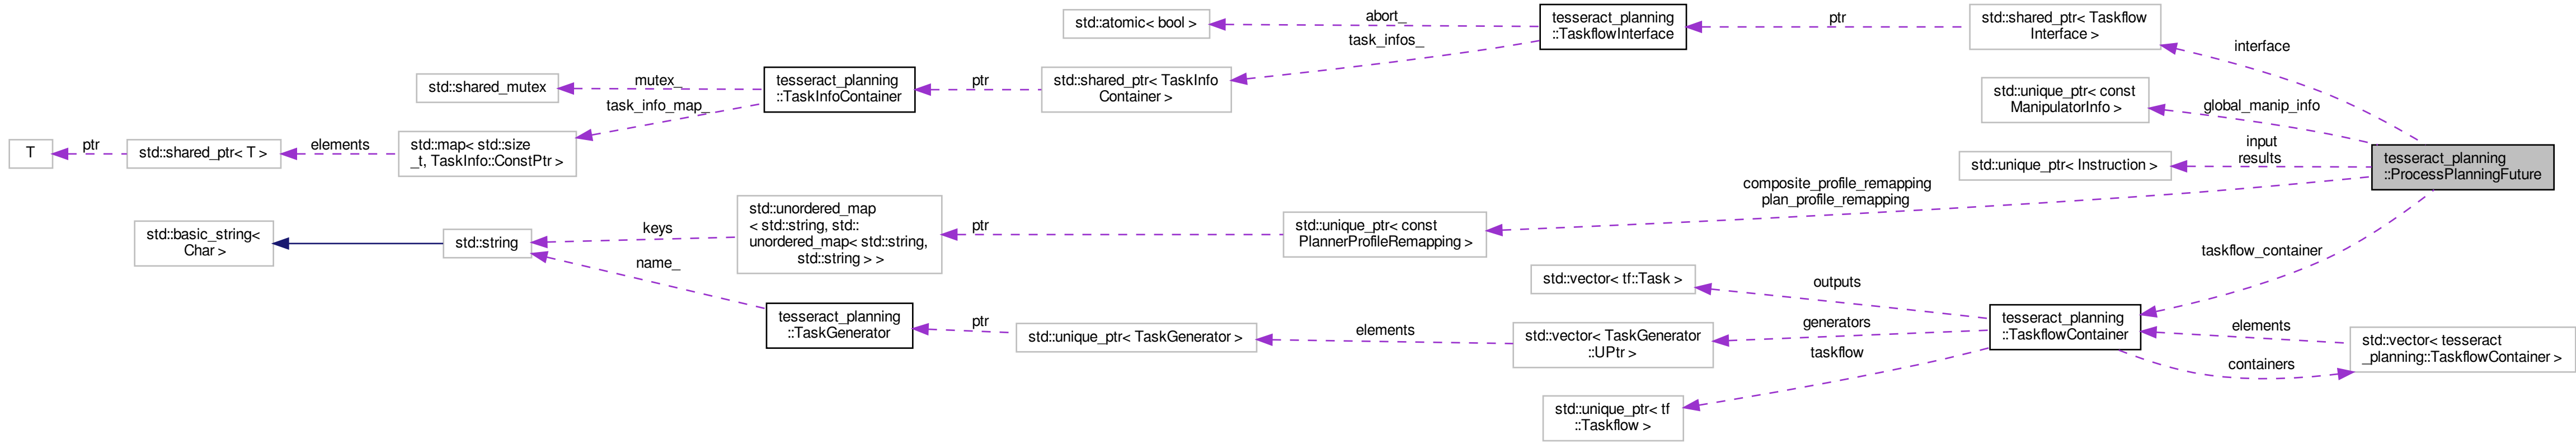 std::atomic< bool >
abort_
tesseract_planning
::TaskflowInterface
ptr
std::shared_ptr< Taskflow
Interface >
interface
task_infos_
std::shared_mutex
mutex_
tesseract_planning
::TaskInfoContainer
ptr
std::shared_ptr< TaskInfo
Container >
std::unique_ptr< const
ManipulatorInfo >
global_manip_info
task_info_map_
T
ptr
std::shared_ptr< T >
elements
std::map< std::size
_t, TaskInfo::ConstPtr >
std::unique_ptr< Instruction >
input
results
tesseract_planning
::ProcessPlanningFuture
composite_profile_remapping
plan_profile_remapping
std::basic_string<
Char >
std::string
keys
std::unordered_map
< std::string, std::
unordered_map< std::string,
std::string > >
ptr
std::unique_ptr< const
PlannerProfileRemapping >
taskflow_container
name_
std::vector< tf::Task >
outputs
tesseract_planning
::TaskGenerator
ptr
std::unique_ptr< TaskGenerator >
elements
std::vector< TaskGenerator
::UPtr >
generators
tesseract_planning
::TaskflowContainer
elements
std::vector< tesseract
_planning::TaskflowContainer >
taskflow
containers
std::unique_ptr< tf
::Taskflow >